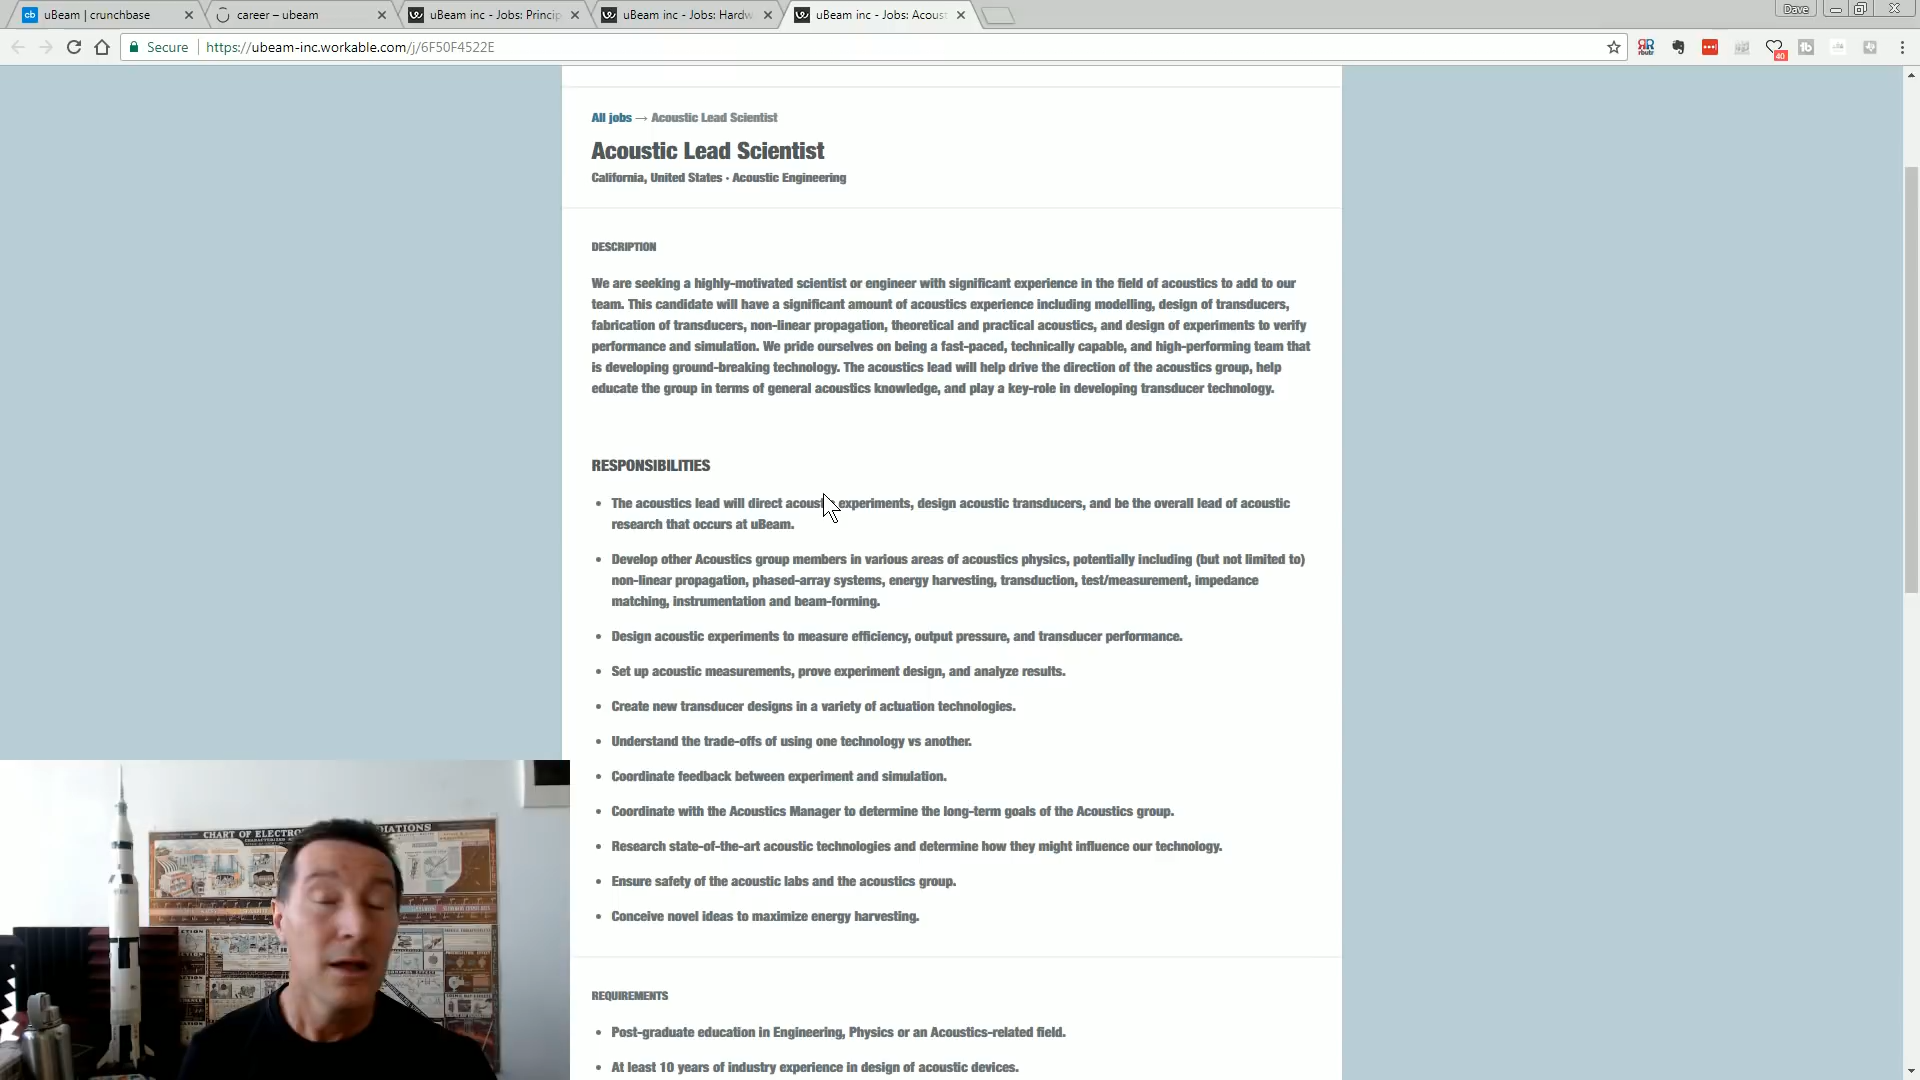 uBeam | crunchbase
career – ubeam
uBeam inc - Jobs: Princip
uBeam inc - Jobs: Hardw
uBeam inc - Jobs: Acous
Dave
Secure
https://ubeam-inc.workable.com/j/6F50F4522E
40
All jobs → Acoustic Lead Scientist
Acoustic Lead Scientist
California, United States · Acoustic Engineering
DESCRIPTION
We are seeking a highly-motivated scientist or engineer with significant experience in the field of acoustics to add to our
team. This candidate will have a significant amount of acoustics experience including modelling, design of transducers,
fabrication of transducers, non-linear propagation, theoretical and practical acoustics, and design of experiments to verify
performance and simulation. We pride ourselves on being a fast-paced, technically capable, and high-performing team that
is developing ground-breaking technology. The acoustics lead will help drive the direction of the acoustics group, help
educate the group in terms of general acoustics knowledge, and play a key-role in developing transducer technology.
RESPONSIBILITIES
• The acoustics lead will direct acoustic experiments, design acoustic transducers, and be the overall lead of acoustic
research that occurs at uBeam.
• Develop other Acoustics group members in various areas of acoustics physics, potentially including (but not limited to)
non-linear propagation, phased-array systems, energy harvesting, transduction, test/measurement, impedance
matching, instrumentation and beam-forming.
• Design acoustic experiments to measure efficiency, output pressure, and transducer performance.
• Set up acoustic measurements, prove experiment design, and analyze results.
• Create new transducer designs in a variety of actuation technologies.
• Understand the trade-offs of using one technology vs another.
• Coordinate feedback between experiment and simulation.
• Coordinate with the Acoustics Manager to determine the long-term goals of the Acoustics group.
• Research state-of-the-art acoustic technologies and determine how they might influence our technology.
• Ensure safety of the acoustic labs and the acoustics group.
• Conceive novel ideas to maximize energy harvesting.
REQUIREMENTS
• Post-graduate education in Engineering, Physics or an Acoustics-related field.
• At least 10 years of industry experience in design of acoustic devices.
CHART OF ELECTRO